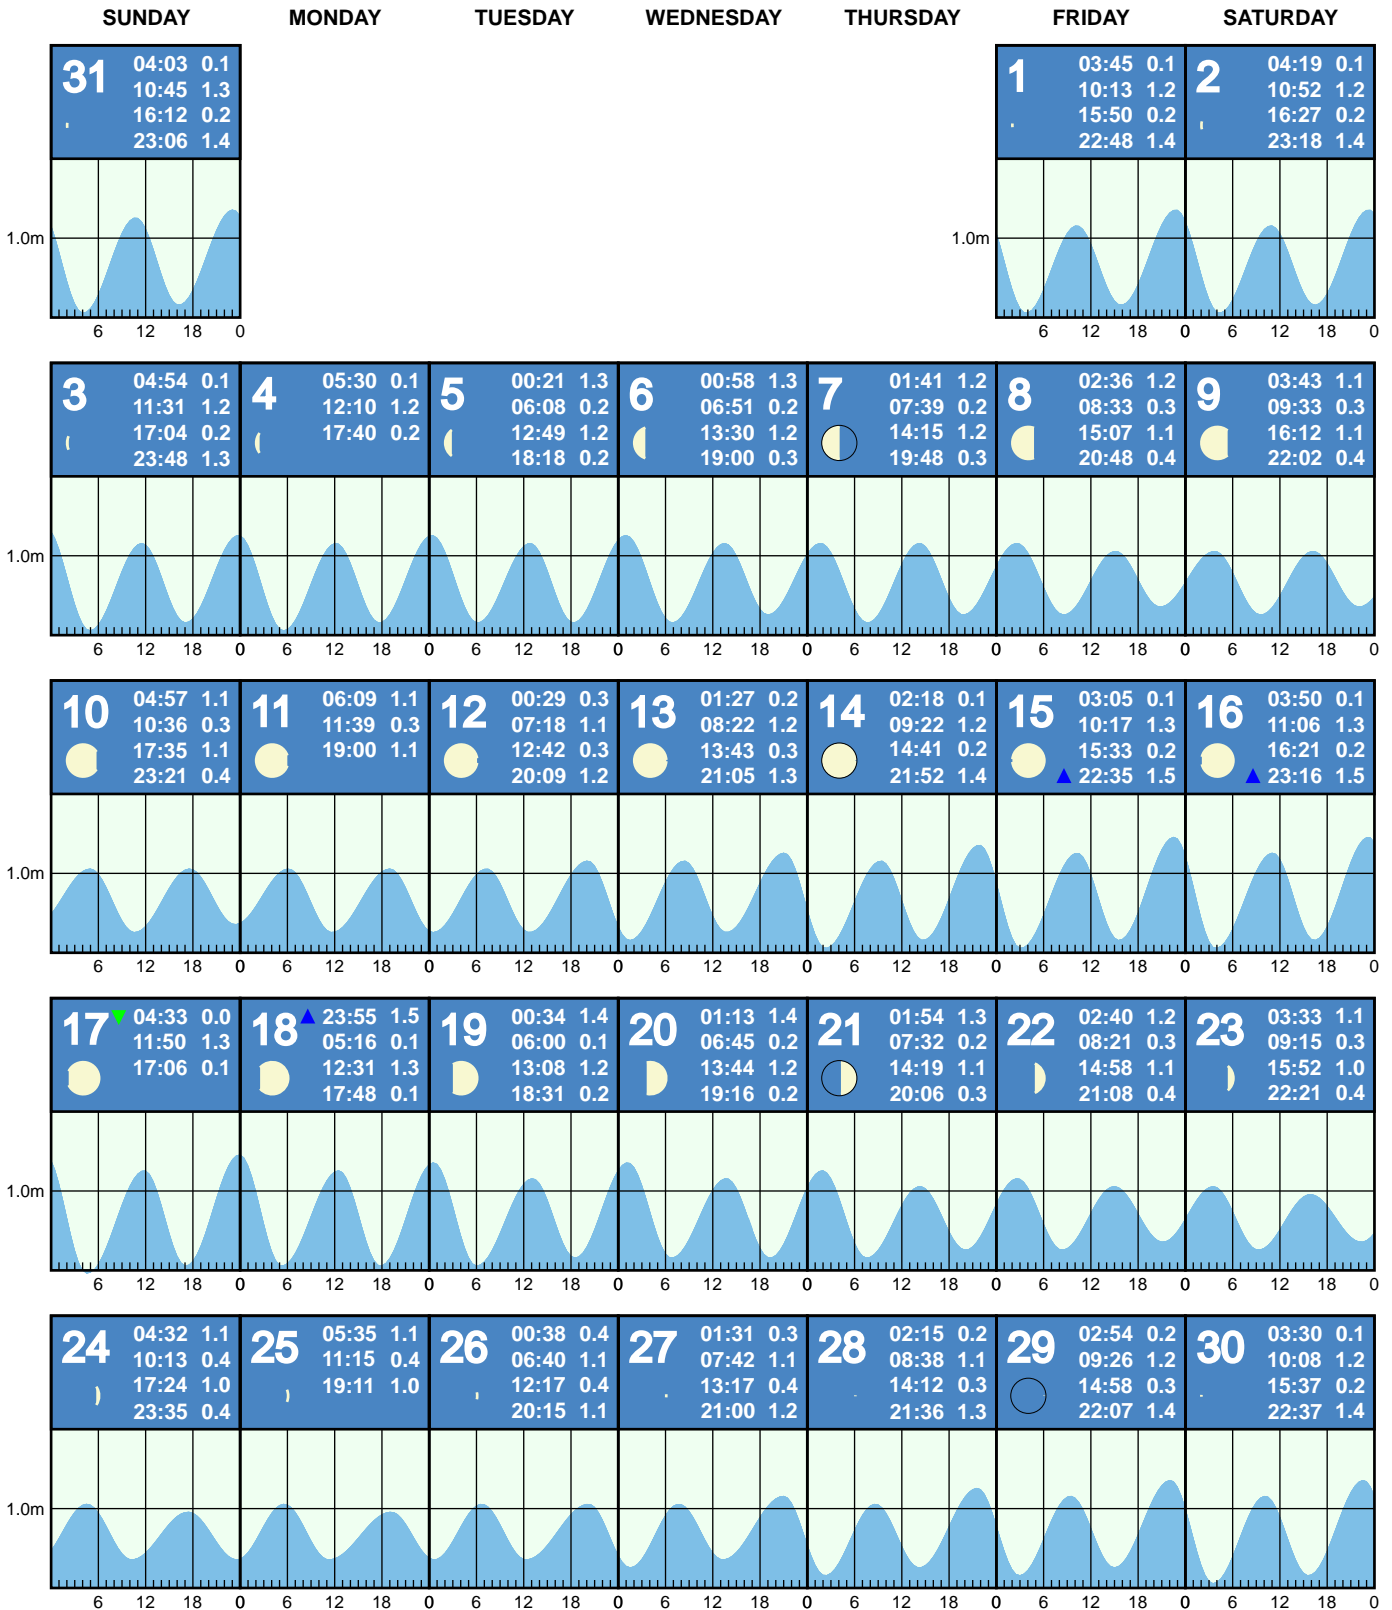 SUNDAY MONDAY TUESDAY WEDNESDAY THURSDAY FRIDAY SATURDAY
31 04:03 0.1
10:45 1.3
16:12 0.2
23:06 1.4
1 03:45 0.1
10:13 1.2
15:50 0.2
22:48 1.4
2 04:19 0.1
10:52 1.2
16:27 0.2
23:18 1.4
1.0m
1.0m
6 12 18 0
6 12 18 0 6 12 18 0
3 04:54 0.1
11:31 1.2
17:04 0.2
23:48 1.3
4 05:30 0.1
12:10 1.2
17:40 0.2
5 00:21 1.3
06:08 0.2
12:49 1.2
18:18 0.2
6 00:58 1.3
06:51 0.2
13:30 1.2
19:00 0.3
7 01:41 1.2
07:39 0.2
14:15 1.2
19:48 0.3
8 02:36 1.2
08:33 0.3
15:07 1.1
20:48 0.4
9 03:43 1.1
09:33 0.3
16:12 1.1
22:02 0.4
1.0m
6 12 18 0 6 12 18 0 6 12 18 0 6 12 18 0 6 12 18 0 6 12 18 0 6 12 18 0
10 04:57 1.1
10:36 0.3
17:35 1.1
23:21 0.4
11 06:09 1.1
11:39 0.3
19:00 1.1
12 00:29 0.3
07:18 1.1
12:42 0.3
20:09 1.2
13 01:27 0.2
08:22 1.2
13:43 0.3
21:05 1.3
14 02:18 0.1
09:22 1.2
14:41 0.2
21:52 1.4
15 03:05 0.1
10:17 1.3
15:33 0.2
22:35 1.5
16 03:50 0.1
11:06 1.3
16:21 0.2
23:16 1.5
1.0m
6 12 18 0 6 12 18 0 6 12 18 0 6 12 18 0 6 12 18 0 6 12 18 0 6 12 18 0
17 04:33 0.0
11:50 1.3
17:06 0.1
18 23:55 1.5
05:16 0.1
12:31 1.3
17:48 0.1
19 00:34 1.4
06:00 0.1
13:08 1.2
18:31 0.2
20 01:13 1.4
06:45 0.2
13:44 1.2
19:16 0.2
21 01:54 1.3
07:32 0.2
14:19 1.1
20:06 0.3
22 02:40 1.2
08:21 0.3
14:58 1.1
21:08 0.4
23 03:33 1.1
09:15 0.3
15:52 1.0
22:21 0.4
1.0m
6 12 18 0 6 12 18 0 6 12 18 0 6 12 18 0 6 12 18 0 6 12 18 0 6 12 18 0
24 04:32 1.1
10:13 0.4
17:24 1.0
23:35 0.4
25 05:35 1.1
11:15 0.4
19:11 1.0
26 00:38 0.4
06:40 1.1
12:17 0.4
20:15 1.1
27 01:31 0.3
07:42 1.1
13:17 0.4
21:00 1.2
28 02:15 0.2
08:38 1.1
14:12 0.3
21:36 1.3
29 02:54 0.2
09:26 1.2
14:58 0.3
22:07 1.4
30 03:30 0.1
10:08 1.2
15:37 0.2
22:37 1.4
1.0m
6 12 18 0 6 12 18 0 6 12 18 0 6 12 18 0 6 12 18 0 6 12 18 0 6 12 18 0